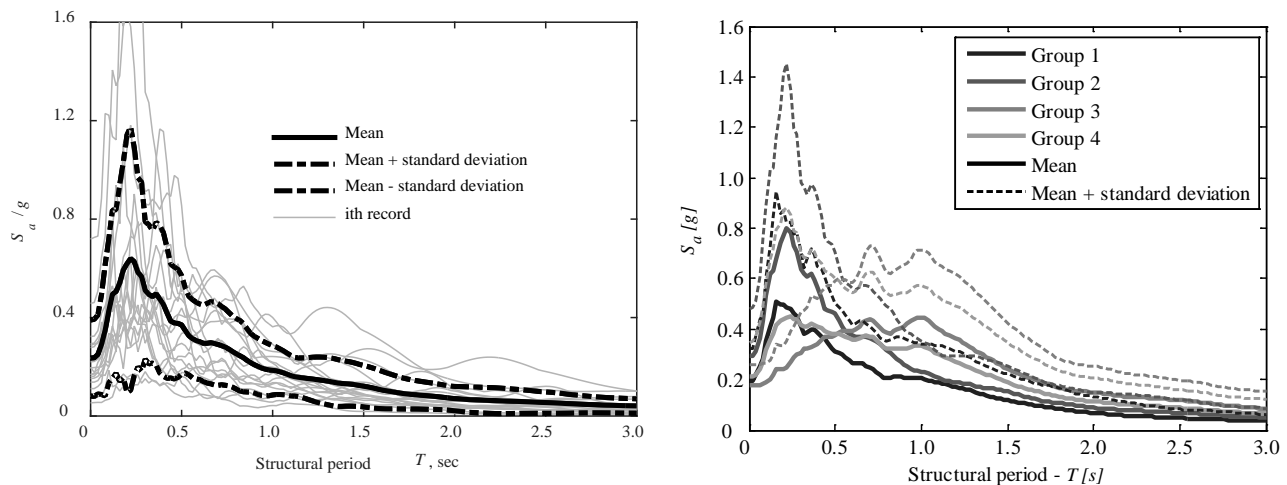 1.6
1.2
0.8
0.4
0
S a /g
Mean
Mean + standard deviation
Mean - standard deviation
ith record
0 0.5 1.0 1.5 2.0 2.5 3.0
Structural period T, sec
1.6
1.4
1.2
1.0
0.8
0.6
0.4
0.2
0
S a [g]
Group 1
Group 2
Group 3
Group 4
Mean
Mean + standard deviation
0 0.5 1.0 1.5 2.0 2.5 3.0
Structural period - T [s]